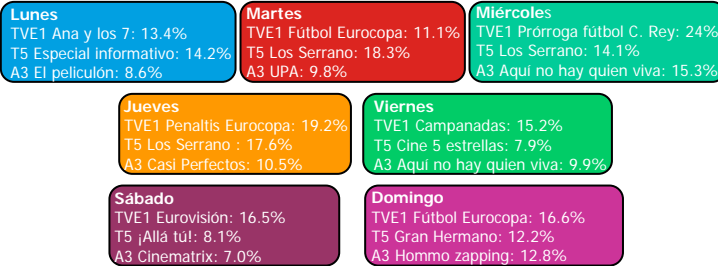 Lunes
TVE1 Ana y los 7: 13.4%
T5 Especial informativo: 14.2%
A3 El peliculón: 8.6%
Martes
TVE1 Fútbol Eurocopa: 11.1%
T5 Los Serrano: 18.3%
A3 UPA: 9.8%
Miércoles
TVE1 Prórroga fútbol C. Rey: 24%
T5 Los Serrano: 14.1%
A3 Aquí no hay quien viva: 15.3%
Jueves
TVE1 Penaltis Eurocopa: 19.2%
T5 Los Serrano : 17.6%
A3 Casi Perfectos: 10.5%
Viernes
TVE1 Campanadas: 15.2%
T5 Cine 5 estrellas: 7.9%
A3 Aquí no hay quien viva: 9.9%
Sábado
TVE1 Eurovisión: 16.5%
T5 ¡Allá tú!: 8.1%
A3 Cinematrix: 7.0%
Domingo
TVE1 Fútbol Eurocopa: 16.6%
T5 Gran Hermano: 12.2%
A3 Hommo zapping: 12.8%